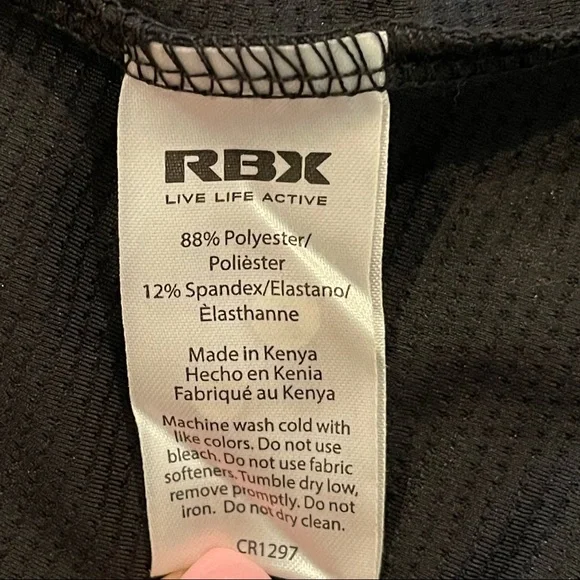 RBX
LIVE LIFE ACTIVE
88% Polyester/
Polièster
12% Spandex/Elastano/
Èlasthanne
Made in Kenya
Hecho en Kenia
Fabriqué au Kenya
Machine wash cold with
like colors. Do not use
bleach. Do not use fabric
softeners. Tumble dry low,
remove promptly. Do not
iron. Do not dry clean.
CR1297